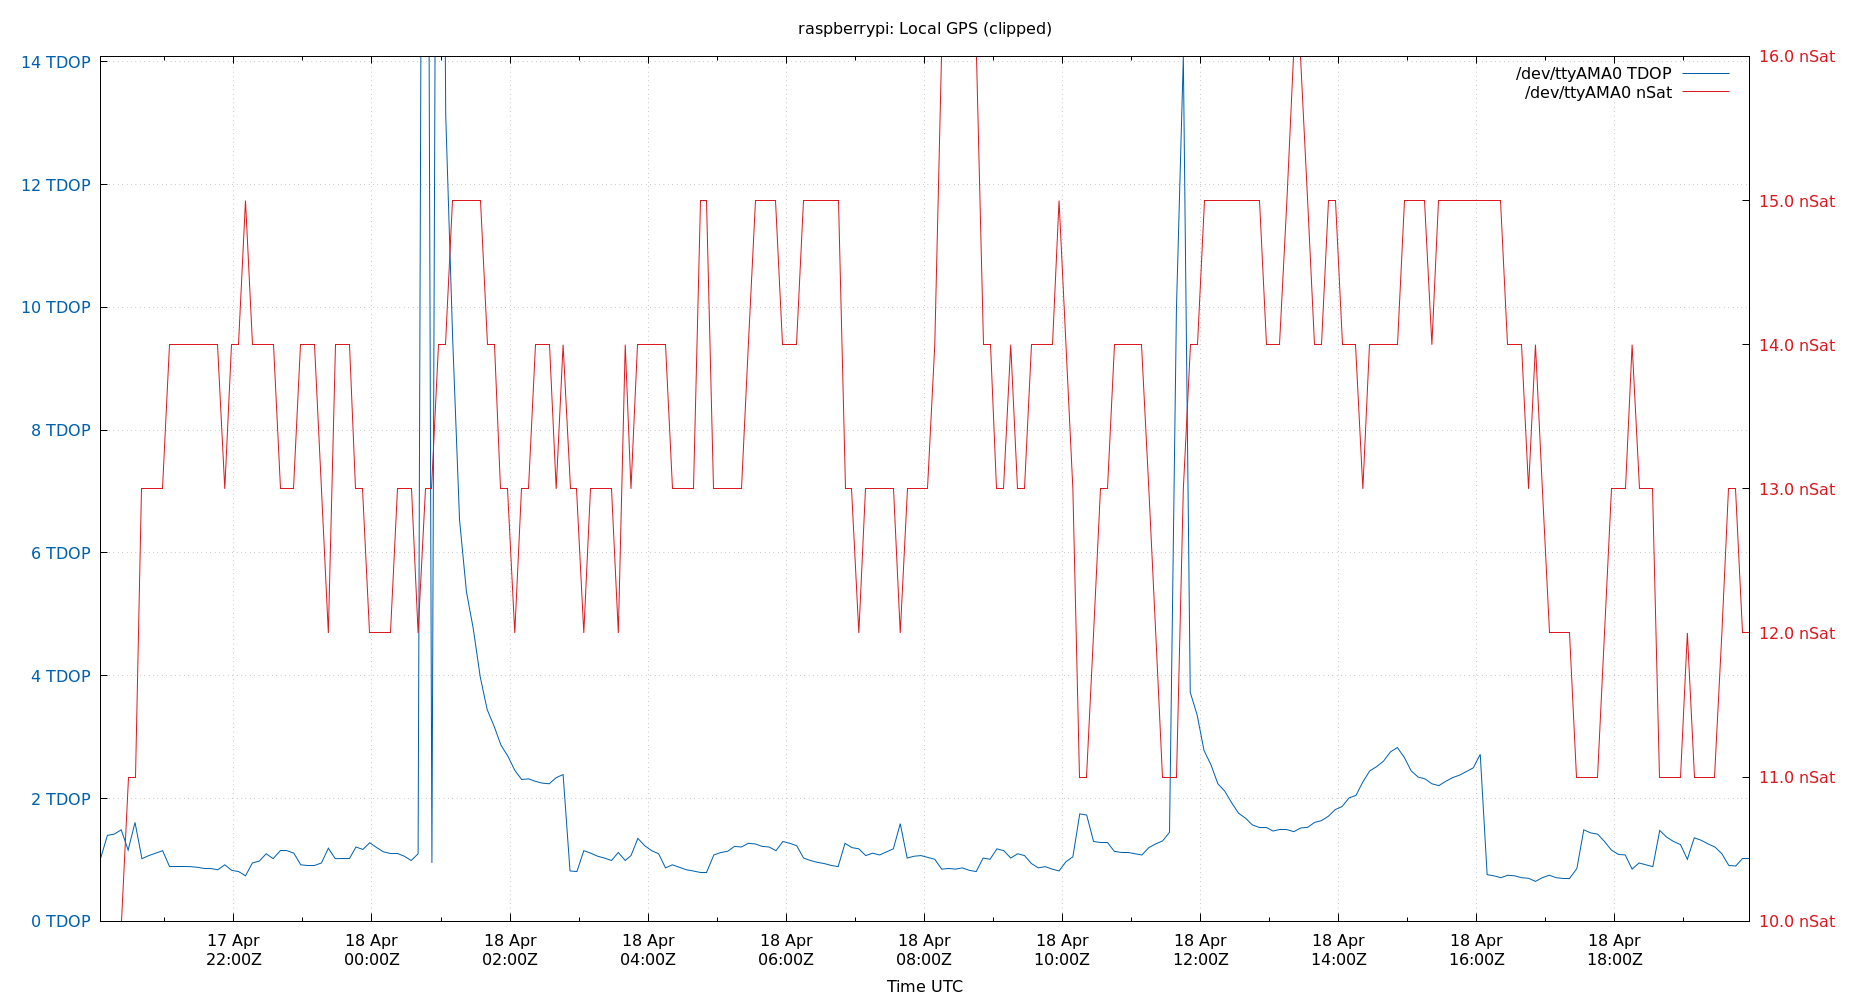 raspberrypi: Local GPS (clipped)
14 TDOP
12 TDOP
10 TDOP
8 TDOP
6 TDOP
4 TDOP
2 TDOP
0 TDOP
16.0 nSat
15.0 nSat
14.0 nSat
13.0 nSat
12.0 nSat
11.0 nSat
10.0 nSat
/dev/ttyAMA0 TDOP
/dev/ttyAMA0 nSat
17 Apr
22:00Z
18 Apr
00:00Z
18 Apr
02:00Z
18 Apr
04:00Z
18 Apr
06:00Z
18 Apr
08:00Z
18 Apr
10:00Z
18 Apr
12:00Z
18 Apr
14:00Z
18 Apr
16:00Z
18 Apr
18:00Z
Time UTC